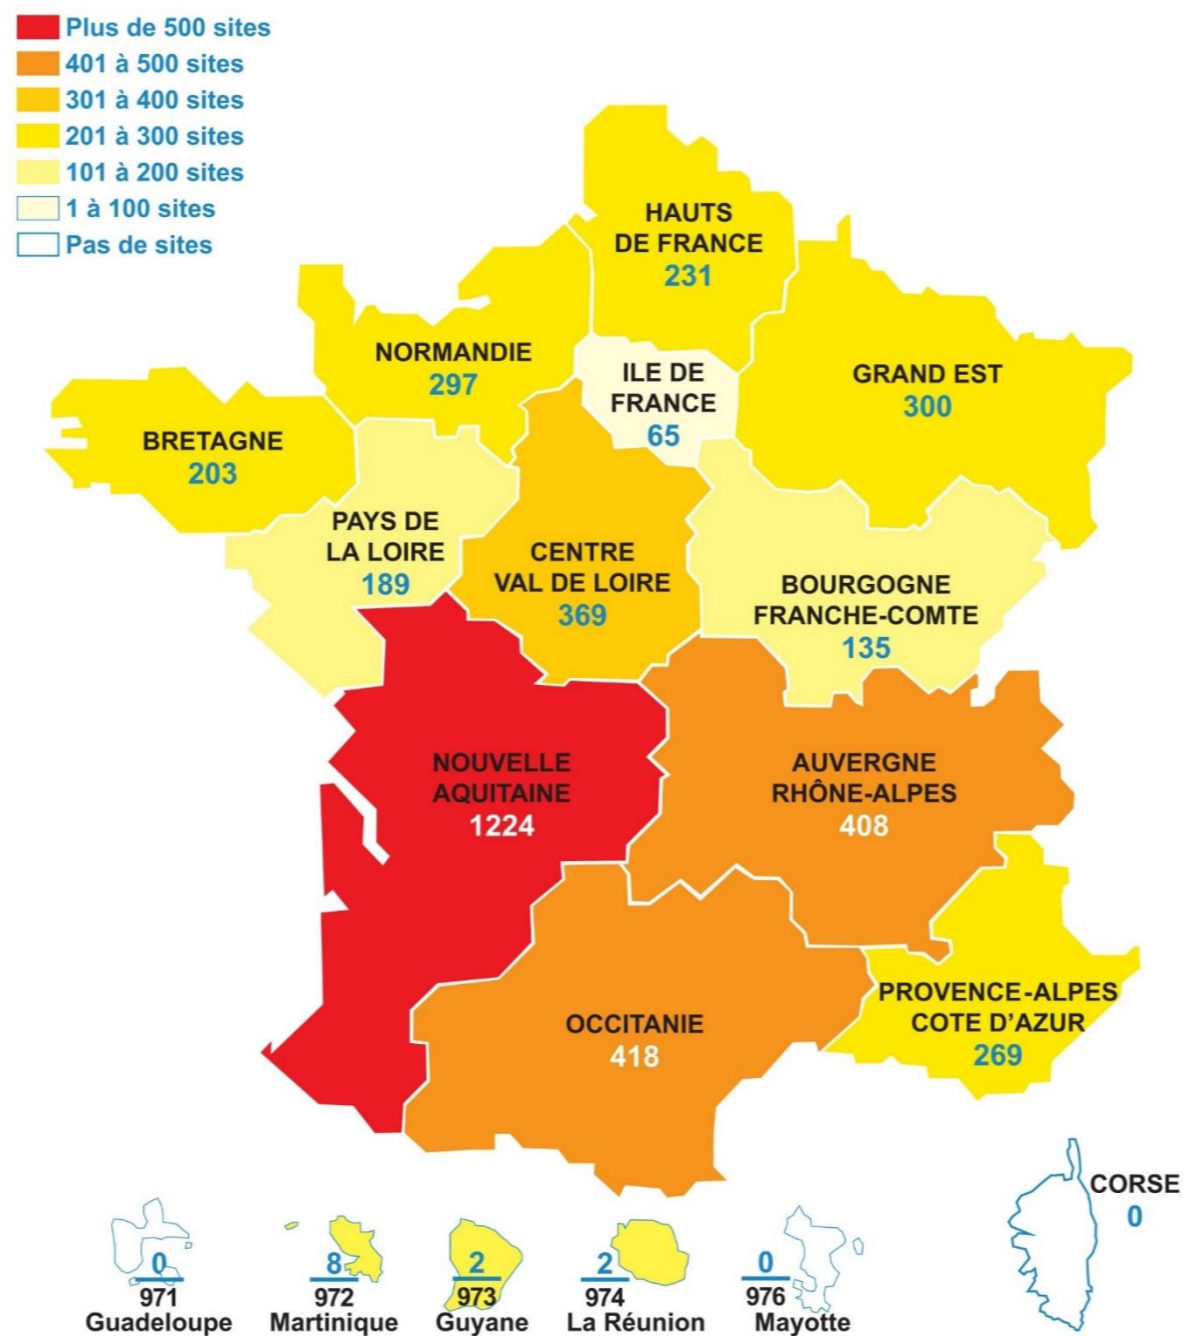 Plus de 500 sites
401 à 500 sites
301 à 400 sites
201 à 300 sites
101 à 200 sites
1 à 100 sites
Pas de sites
HAUTS
DE FRANCE
231
NORMANDIE
297
ILE DE
FRANCE
65
GRAND EST
300
BRETAGNE
203
PAYS DE
LA LOIRE
189
CENTRE
VAL DE LOIRE
369
BOURGOGNE
FRANCHE-COMTE
135
NOUVELLE
AQUITAINE
1224
AUVERGNE
RHÔNE-ALPES
408
OCCITANIE
418
PROVENCE-ALPES
COTE D’AZUR
269
CORSE
0
0
971
Guadeloupe
8
972
Martinique
2
973
Guyane
2
974
La Réunion
0
976
Mayotte